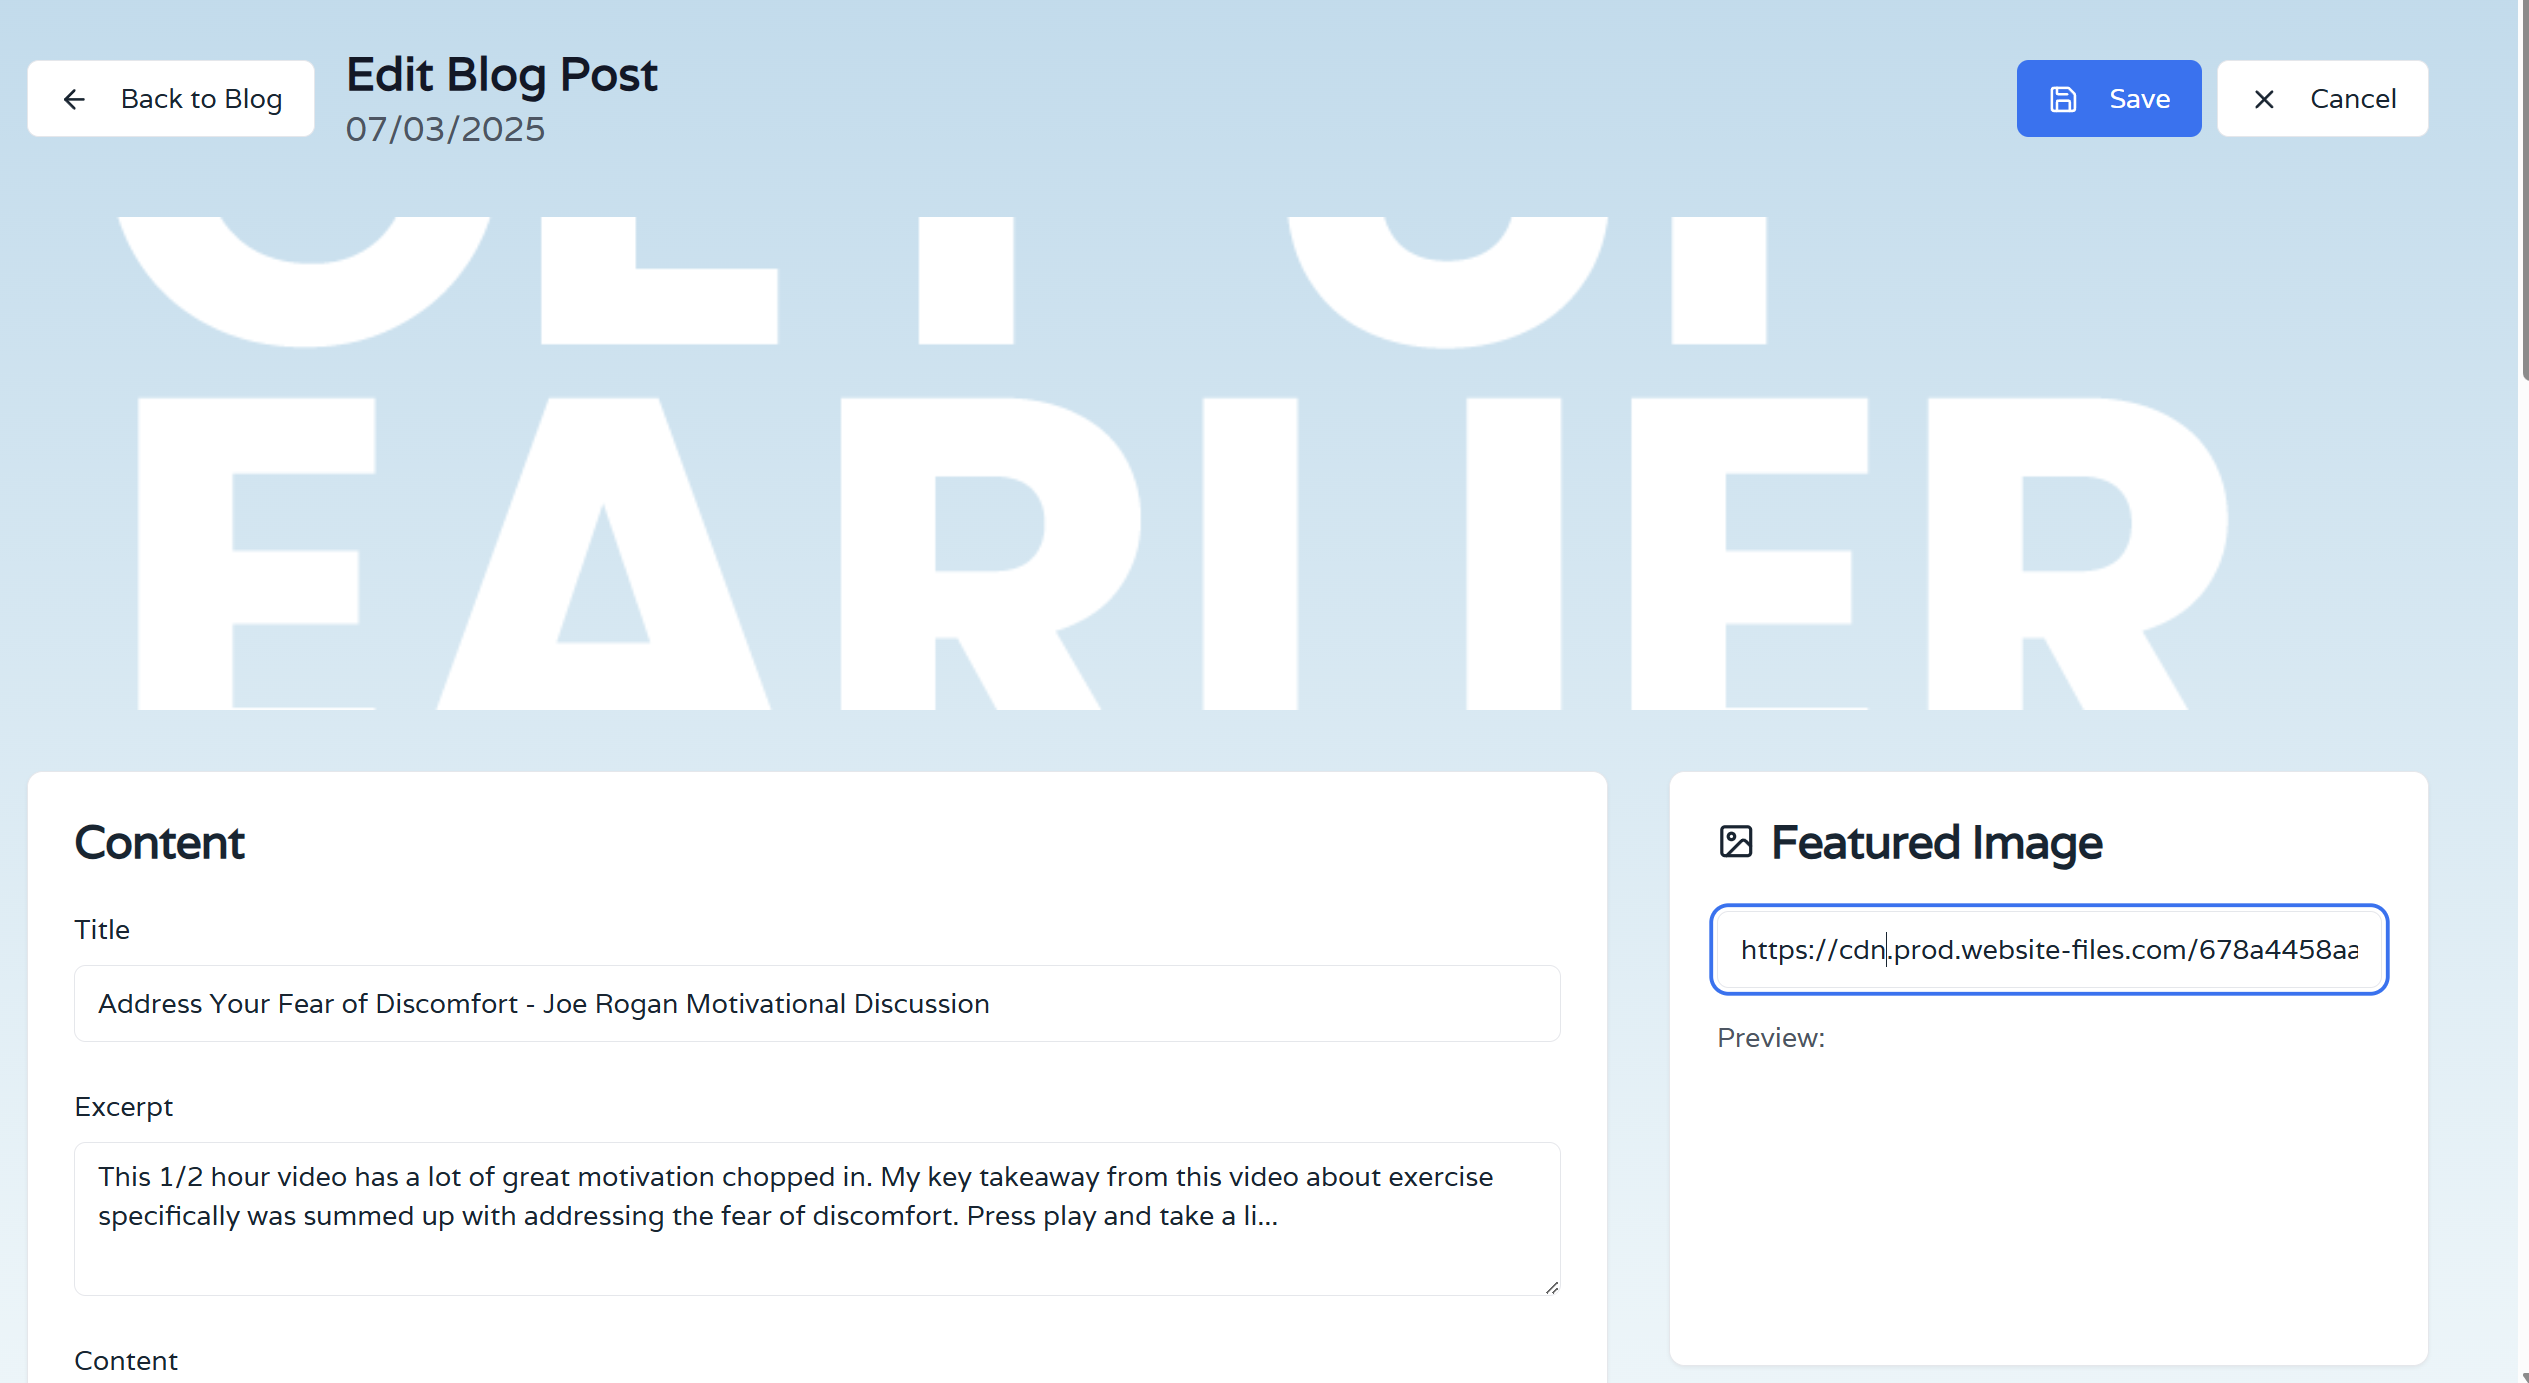 Back to Blog
Edit Blog Post
07/03/2025
Save
Cancel
GET UP
EARLIER
Content
Title
Address Your Fear of Discomfort - Joe Rogan Motivational Discussion
Excerpt
This 1/2 hour video has a lot of great motivation chopped in. My key takeaway from this video about exercise
specifically was summed up with addressing the fear of discomfort. Press play and take a li...
Content
Featured Image
https://cdn.prod.website-files.com/678a4458aa
Preview: